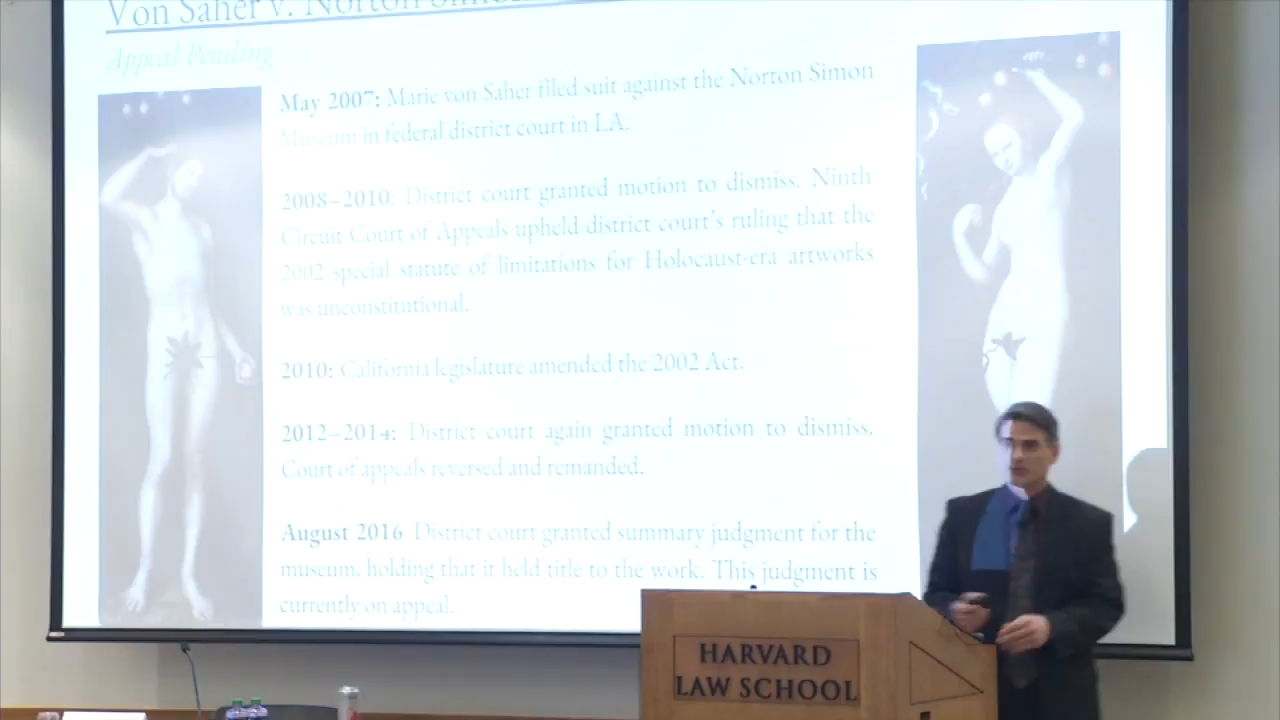 Von Saher v. Norton Simon
Appeal Pending
May 2007: Marie von Saher filed suit against the Norton Simon
Museum in federal district court in LA.
2008–2010: District court granted motion to dismiss. Ninth
Circuit Court of Appeals upheld district court's ruling that the
2002 special statute of limitations for Holocaust-era artworks
was unconstitutional.
2010: California legislature amended the 2002 Act.
2012–2014: District court again granted motion to dismiss.
Court of appeals reversed and remanded.
August 2016 District court granted summary judgment for the
museum, holding that it held title to the work. This judgment is
currently on appeal.
HARVARD
LAW SCHOOL